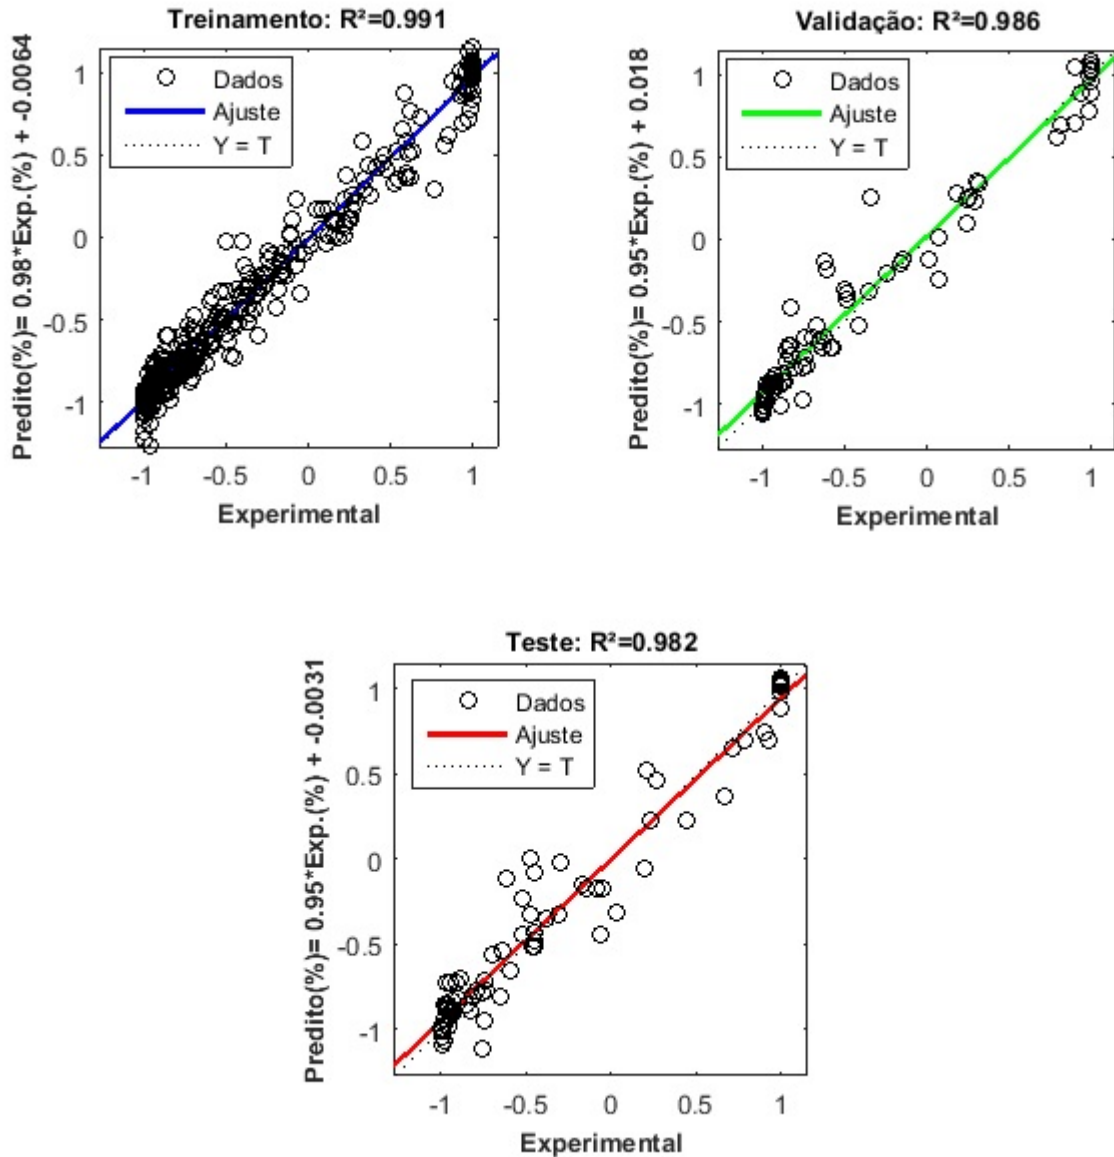 Treinamento: R²=0.991
Predito(%)= 0.98*Exp.(%) + -0.0064
Dados
Ajuste
Y = T
1
0.5
0
-0.5
-1
-1 -0.5 0 0.5 1
Experimental
Validação: R²=0.986
Predito(%)= 0.95*Exp.(%) + 0.018
Dados
Ajuste
Y = T
1
0.5
0
-0.5
-1
-1 -0.5 0 0.5 1
Experimental
Teste: R²=0.982
Predito(%)= 0.95*Exp.(%) + -0.0031
Dados
Ajuste
Y = T
1
0.5
0
-0.5
-1
-1 -0.5 0 0.5 1
Experimental